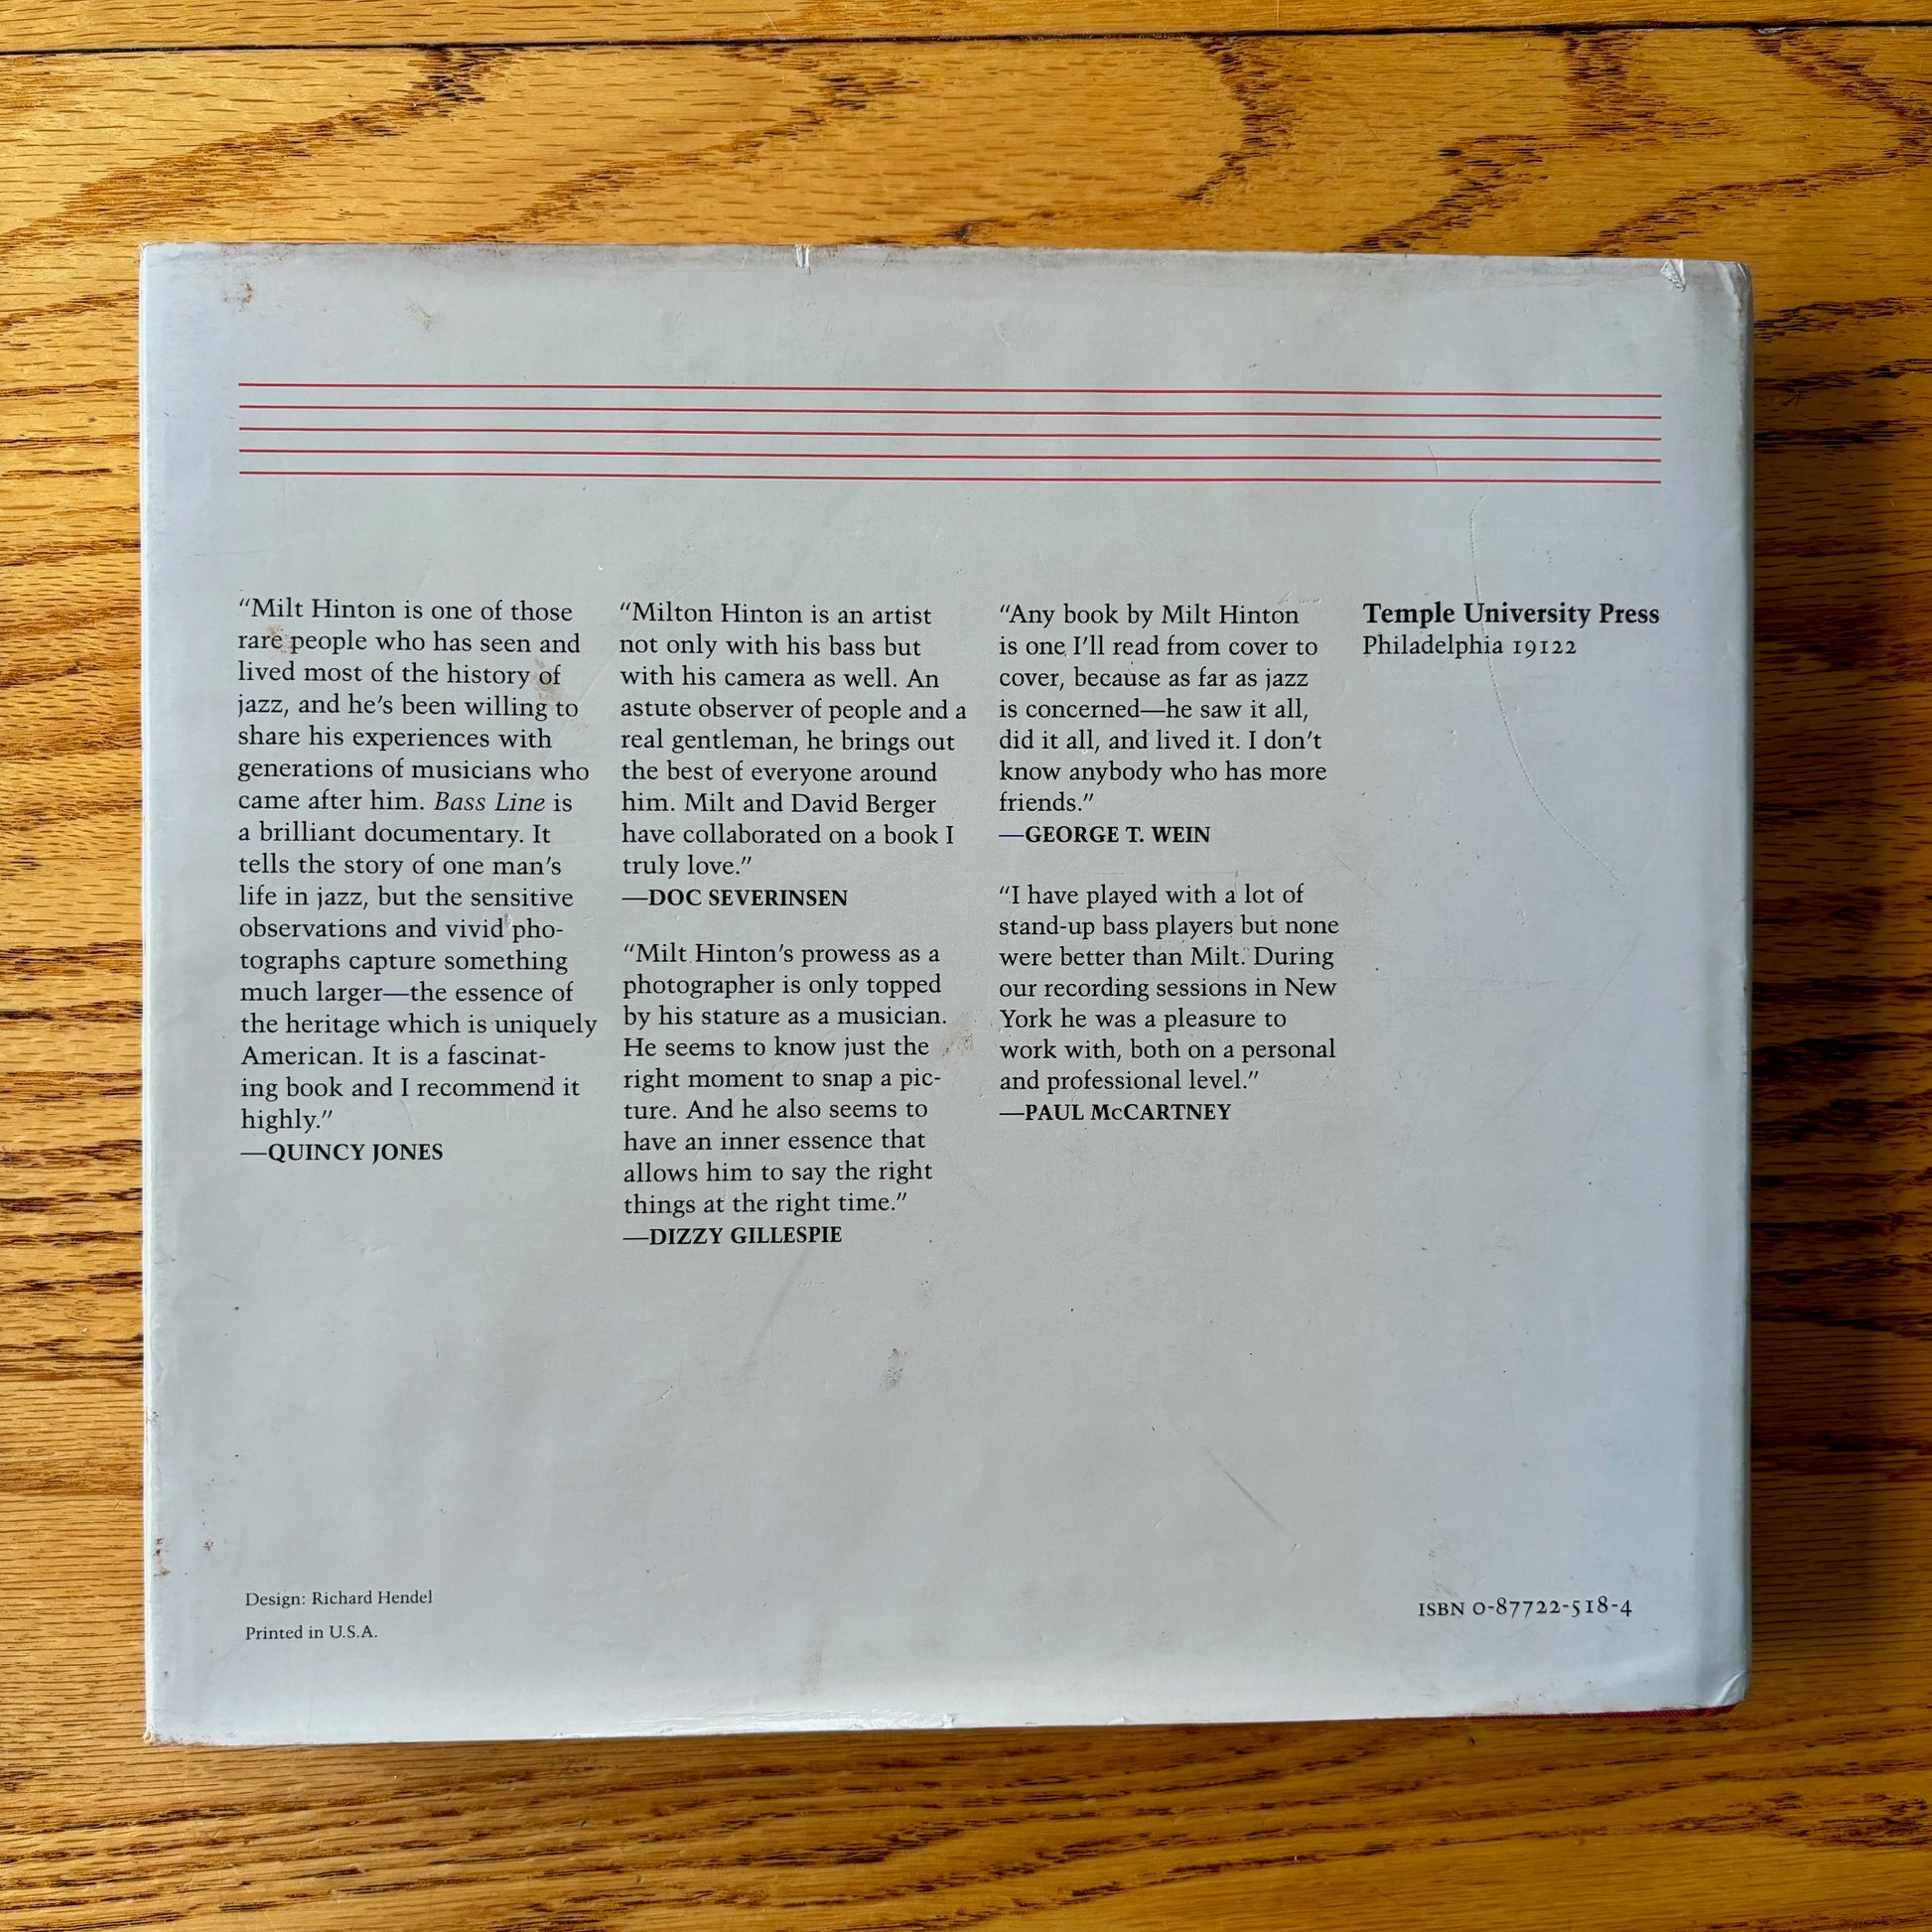 “Milt Hinton is one of those
rare people who has seen and
lived most of the history of
jazz, and he’s been willing to
share his experiences with
generations of musicians who
came after him. Bass Line is
a brilliant documentary. It
tells the story of one man’s
life in jazz, but the sensitive
observations and vivid pho-
tographs capture something
much larger—the essence of
the heritage which is uniquely
American. It is a fascinat-
ing book and I recommend it
highly.”
—QUINCY JONES
“Milton Hinton is an artist
not only with his bass but
with his camera as well. An
astute observer of people and a
real gentleman, he brings out
the best of everyone around
him. Milt and David Berger
have collaborated on a book I
truly love.”
—DOC SEVERINSEN
“Milt Hinton’s prowess as a
photographer is only topped
by his stature as a musician.
He seems to know just the
right moment to snap a pic-
ture. And he also seems to
have an inner essence that
allows him to say the right
things at the right time.”
—DIZZY GILLESPIE
“Any book by Milt Hinton
is one I’ll read from cover to
cover, because as far as jazz
is concerned—he saw it all,
did it all, and lived it. I don’t
know anybody who has more
friends.”
—GEORGE T. WEIN
“I have played with a lot of
stand-up bass players but none
were better than Milt. During
our recording sessions in New
York he was a pleasure to
work with, both on a personal
and professional level.”
—PAUL McCARTNEY
Temple University Press
Philadelphia 19122
Design: Richard Hendel
Printed in U.S.A.
ISBN 0-87722-518-4